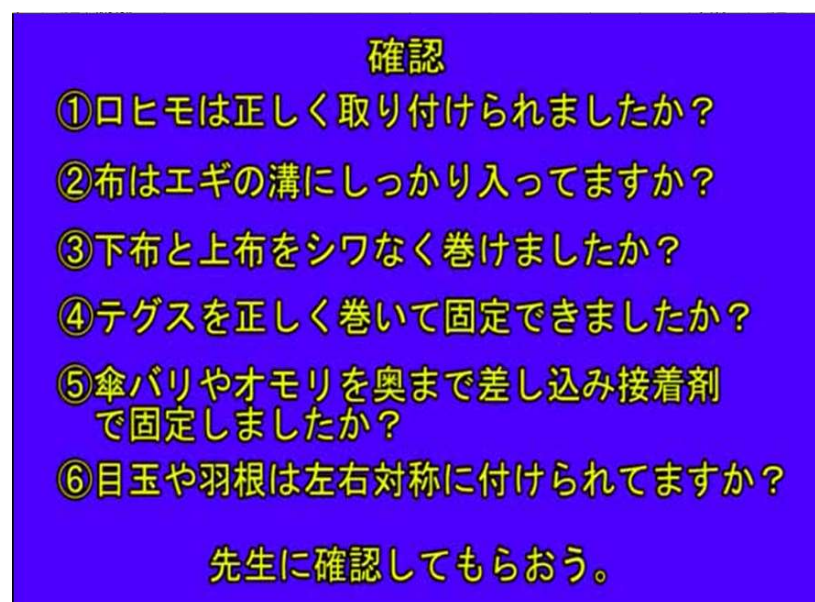 確認
①口ヒモは正しく取り付けられましたか？
②布はエギの溝にしっかり入ってますか？
③下布と上布をシワなく巻けましたか？
④テグスを正しく巻いて固定できましたか？
⑤傘バリやオモリを奥まで差し込み接着剤
で固定しましたか？
⑥目玉や羽根は左右対称に付けられてますか？
先生に確認してもらおう。